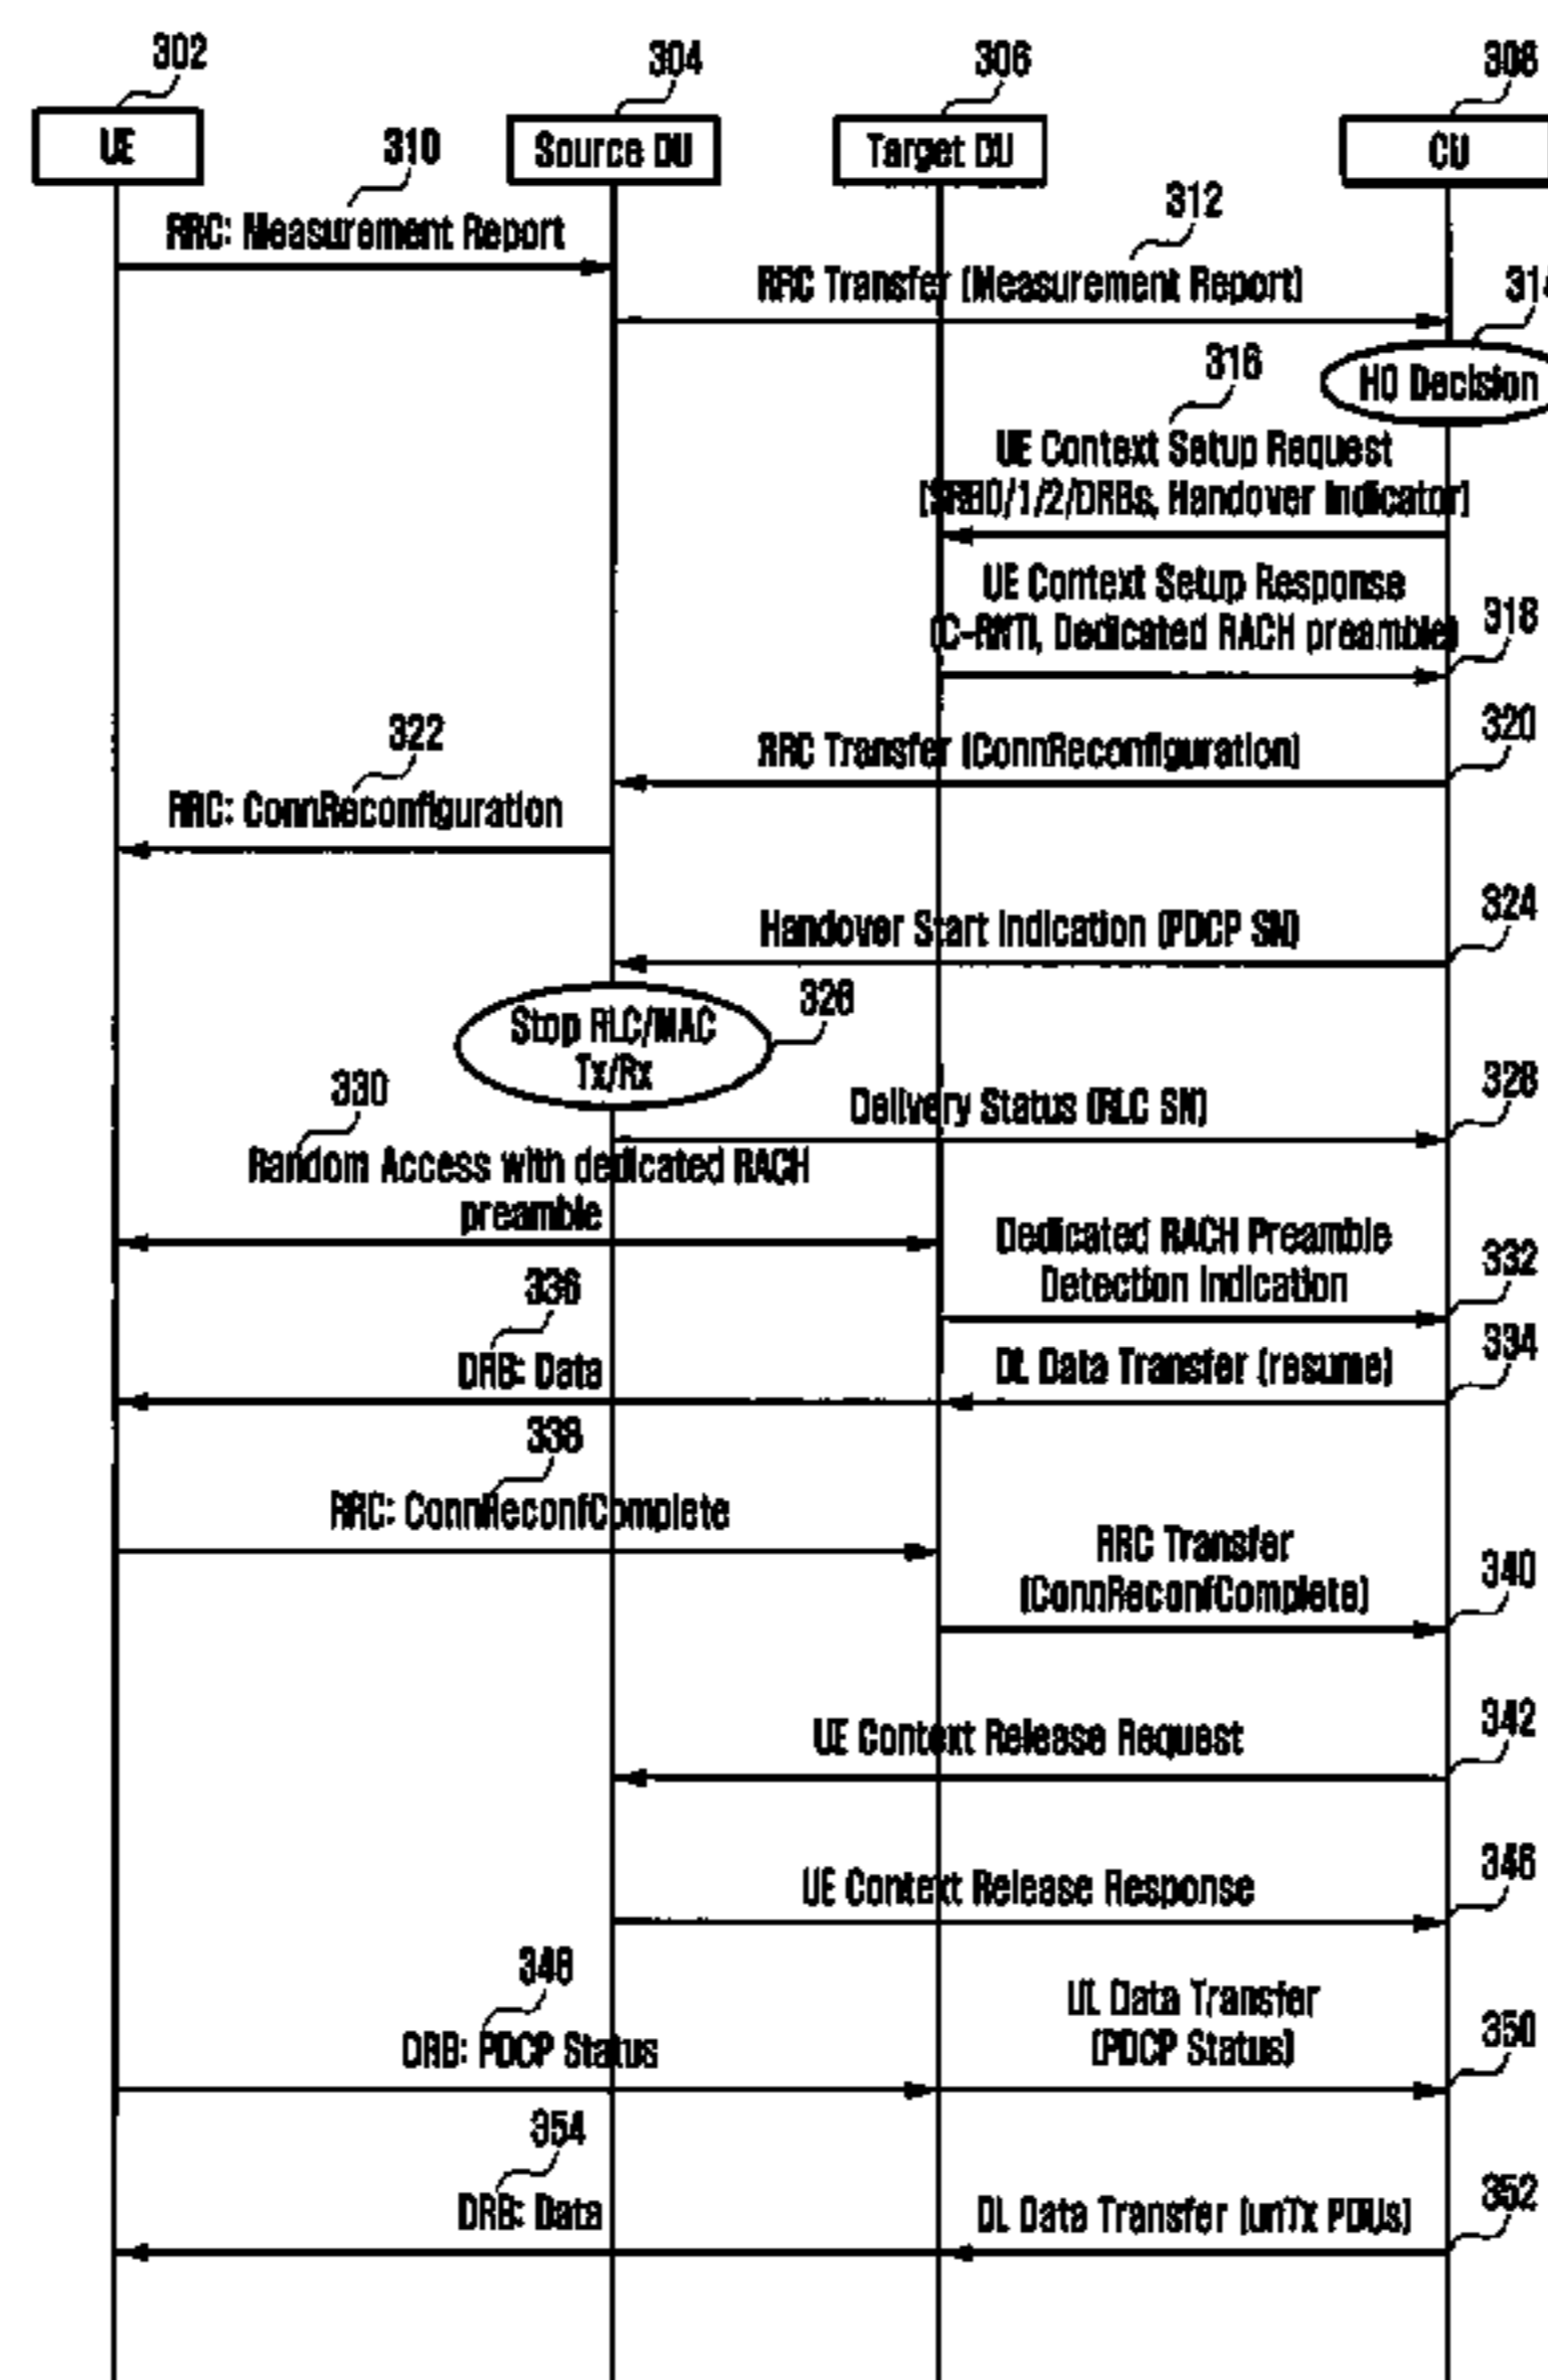 302
304
306
308
UE
Source DU
Target DU
CU
310
RRC: Measurement Report
312
RRC Transfer (Measurement Report)
314
HO Decision
316
UE Context Setup Request
(SRB0/1/2/DRBs, Handover Indicator)
UE Context Setup Response
(C-RNTI, Dedicated RACH preamble)
318
320
RRC Transfer (ConnReconfiguration)
322
RRC: ConnReconfiguration
324
Handover Start Indication (PDCP SN)
326
Stop RLC/MAC
Tx/Rx
328
Delivery Status (RLC SN)
330
Random Access with dedicated RACH
preamble
Dedicated RACH Preamble
Detection Indication
332
336
DRB: Data
DL Data Transfer (resume)
334
338
RRC: ConnReconfComplete
RRC Transfer
(ConnReconfComplete)
340
UE Context Release Request
342
UE Context Release Response
346
348
DRB: PDCP Status
UL Data Transfer
(PDCP Status)
350
354
DRB: Data
DL Data Transfer (unTx PDUs)
352